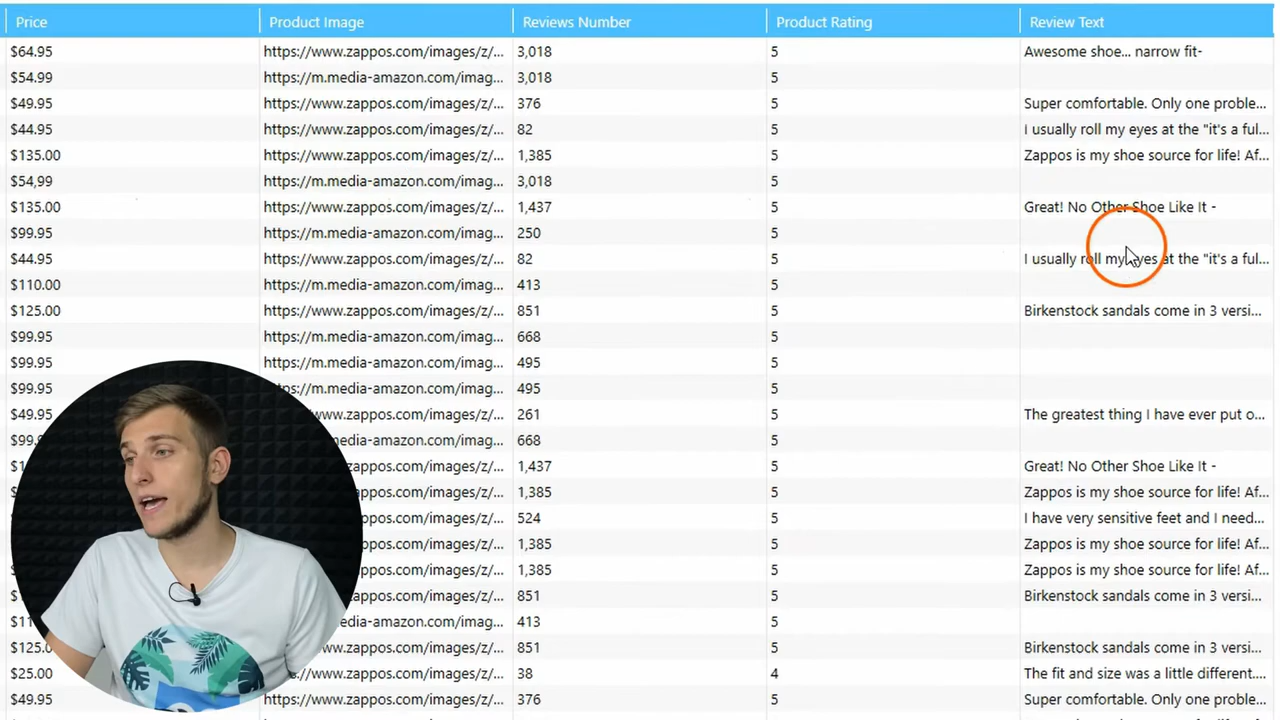 Price Product Image Reviews Number Product Rating Review Text
$64.95 https://www.zappos.com/images/z/... 3,018 5 Awesome shoe... narrow fit-
$54.99 https://m.media-amazon.com/imag... 3,018 5
$49.95 https://www.zappos.com/images/z/... 376 5 Super comfortable. Only one proble...
$44.95 https://www.zappos.com/images/z/... 82 5 I usually roll my eyes at the "it's a ful...
$135.00 https://www.zappos.com/images/z/... 1,385 5 Zappos is my shoe source for life! Af...
$54,99 https://m.media-amazon.com/imag... 3,018 5
$135.00 https://www.zappos.com/images/z/... 1,437 5 Great! No Other Shoe Like It -
$99.95 https://m.media-amazon.com/imag... 250 5
$44.95 https://www.zappos.com/images/z/... 82 5 I usually roll my eyes at the "it's a ful...
$110.00 https://m.media-amazon.com/imag... 413 5
$125.00 https://www.zappos.com/images/z/... 851 5 Birkenstock sandals come in 3 versi...
$99.95 https://m.media-amazon.com/imag... 668 5
$99.95 https://m.media-amazon.com/imag... 495 5
$99.95 ttps://m.media-amazon.com/imag... 495 5
$49.95 www.zappos.com/images/z/... 261 5 The greatest thing I have ever put o...
m.media-amazon.com/imag... 668 5
zappos.com/images/z/... 1,437 5 Great! No Other Shoe Like It -
zappos.com/images/z/... 1,385 5 Zappos is my shoe source for life! Af...
zappos.com/images/z/... 524 5 I have very sensitive feet and I need...
zappos.com/images/z/... 1,385 5 Zappos is my shoe source for life! Af...
zappos.com/images/z/... 1,385 5 Zappos is my shoe source for life! Af...
zappos.com/images/z/... 851 5 Birkenstock sandals come in 3 versi...
media-amazon.com/imag... 413 5
$125.0 www.zappos.com/images/z/... 851 5 Birkenstock sandals come in 3 versi...
$25.00 www.zappos.com/images/z/... 38 4 The fit and size was a little different....
$49.95 https://www.zappos.com/images/z/... 376 5 Super comfortable. Only one proble...